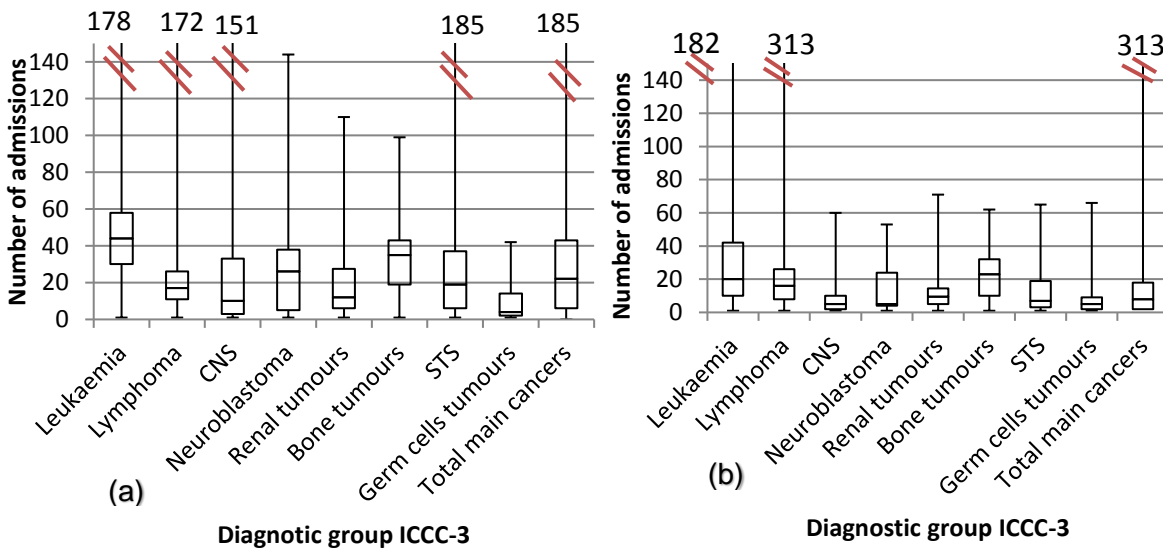 178 172 151 185 185
Number of admissions
140
120
100
80
60
40
20
0
Leukaemia
Lymphoma
CNS
Neuroblastoma
Renal tumours
Bone tumours
STS
Germ cells tumours
Total main cancers
(a)
Diagnotic group ICCC-3
182 313 313
Number of admissions
140
120
100
80
60
40
20
0
Leukaemia
Lymphoma
CNS
Neuroblastoma
Renal tumours
Bone tumours
STS
Germ cells tumours
Total main cancers
(b)
Diagnostic group ICCC-3